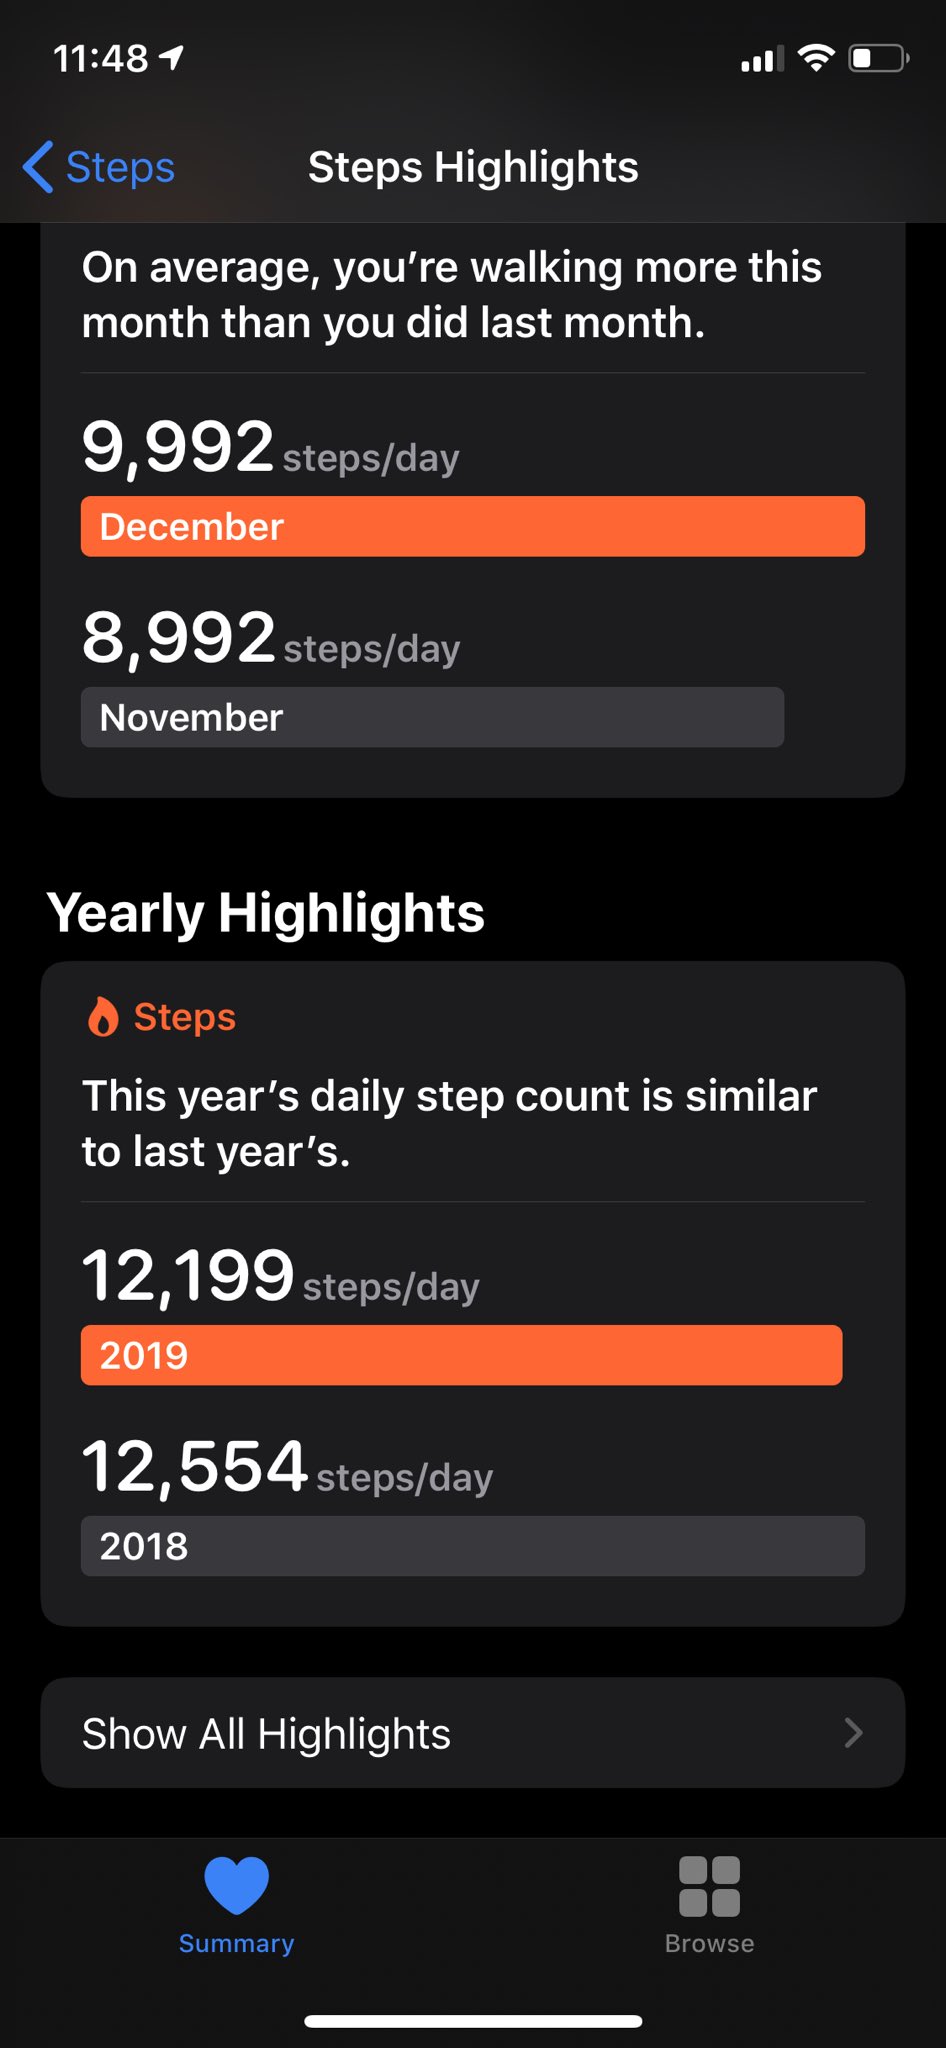 11:48
Steps
Steps Highlights
On average, you’re walking more this
month than you did last month.
9,992 steps/day
December
8,992 steps/day
November
Yearly Highlights
Steps
This year’s daily step count is similar
to last year’s.
12,199 steps/day
2019
12,554 steps/day
2018
Show All Highlights
Summary
Browse